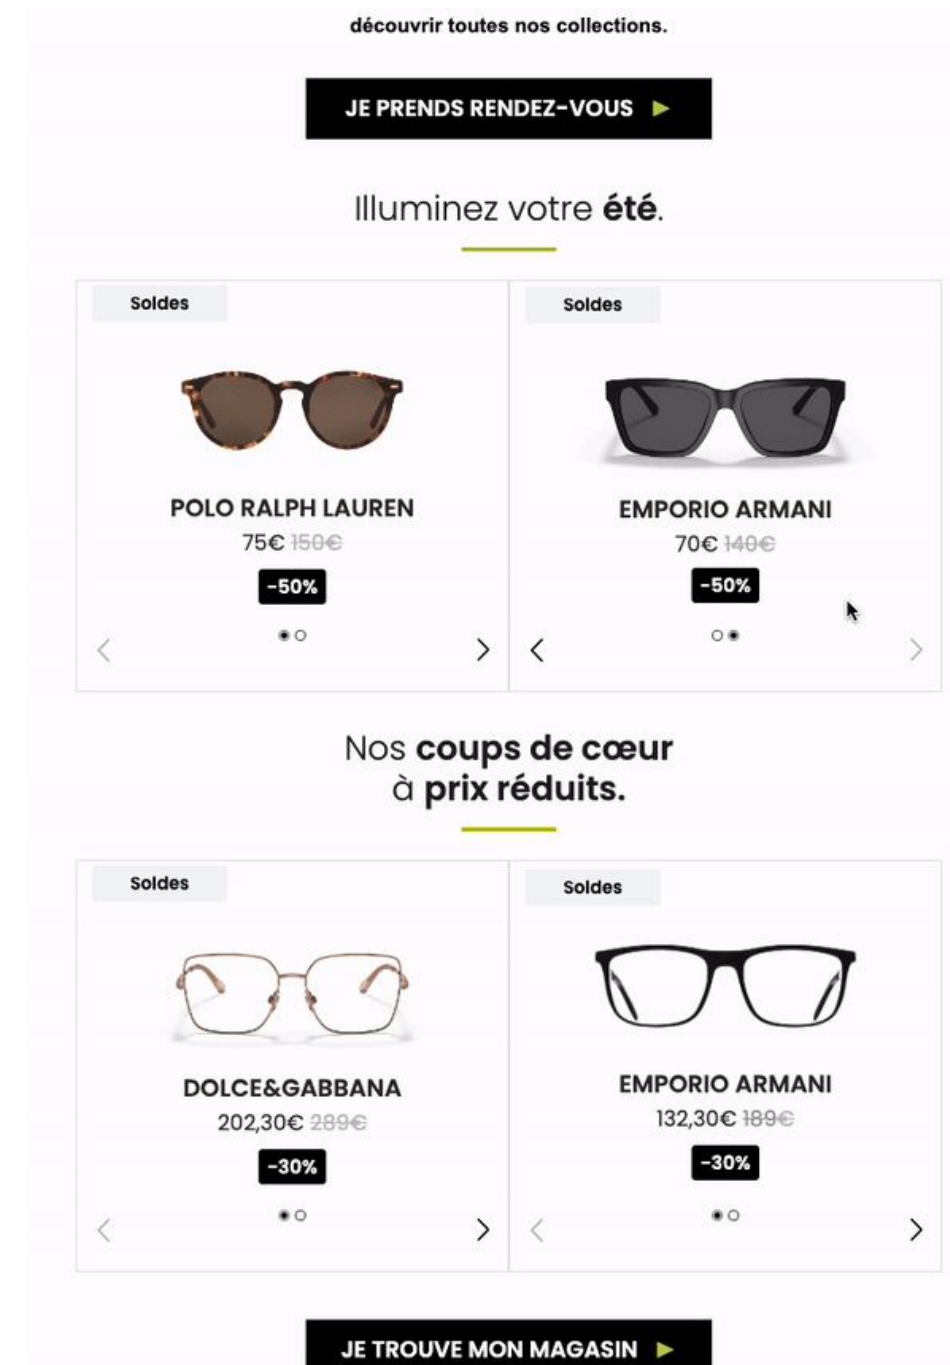 découvrir toutes nos collections.
JE PRENDS RENDEZ-VOUS
Illuminez votre été.
Soldes
POLO RALPH LAUREN
75€ 150€
-50%
Soldes
EMPORIO ARMANI
70€ 140€
-50%
Nos coups de cœur
à prix réduits.
Soldes
DOLCE&GABBANA
202,30€ 289€
-30%
Soldes
EMPORIO ARMANI
132,30€ 189€
-30%
JE TROUVE MON MAGASIN